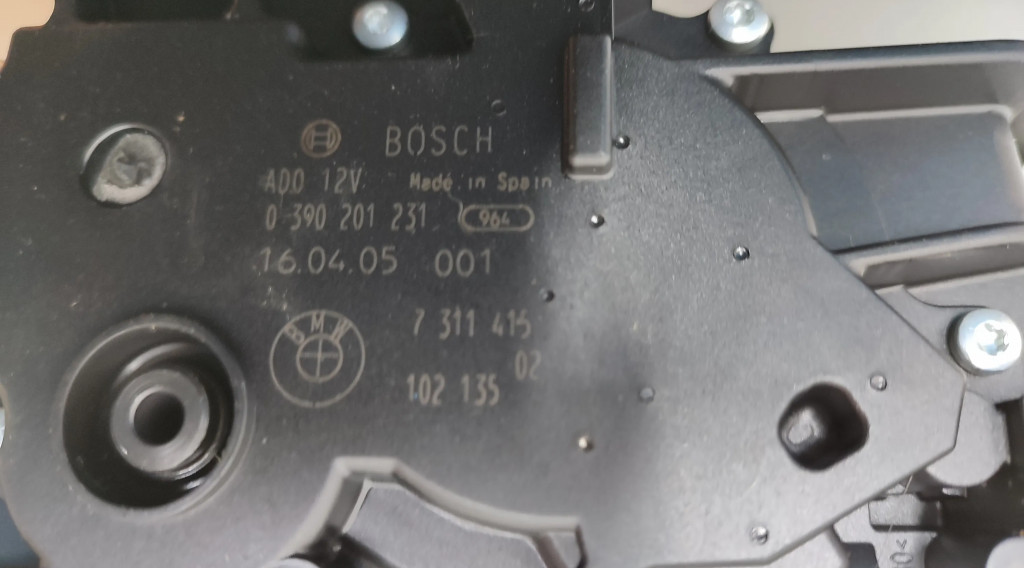 BOSCH
ADO 12V Made in Spain
0 390 201 231 964
16.04.05 001
BMW
7 311 415
02
102 135